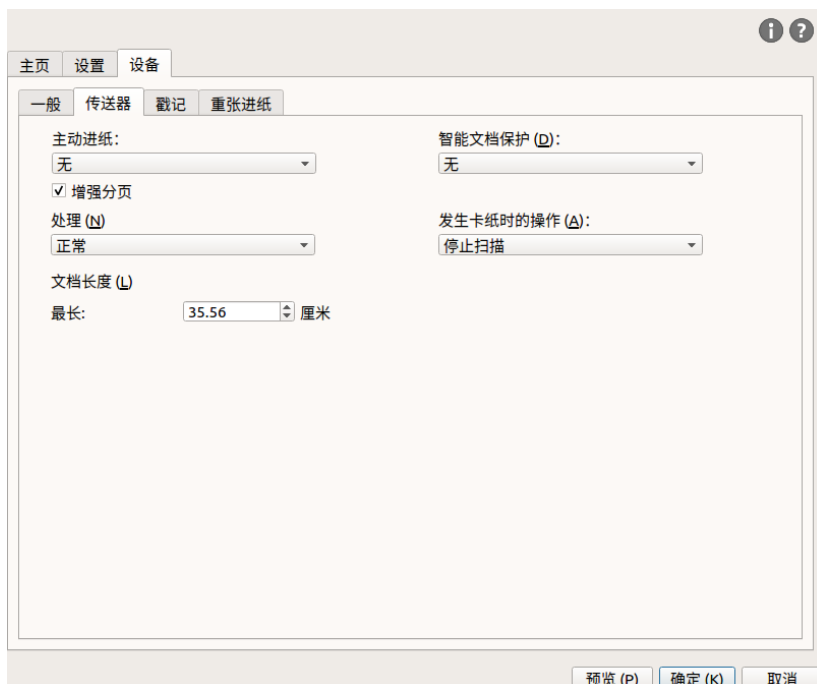 主页 设置 设备
一般 传送器 戳记 重张进纸
主动进纸: 智能文档保护 (D):
无 无
增强分页
处理 (N) 发生卡纸时的操作 (A):
正常 停止扫描
文档长度 (L)
最长: 35.56 厘米
预览 (P) 确定 (K) 取消